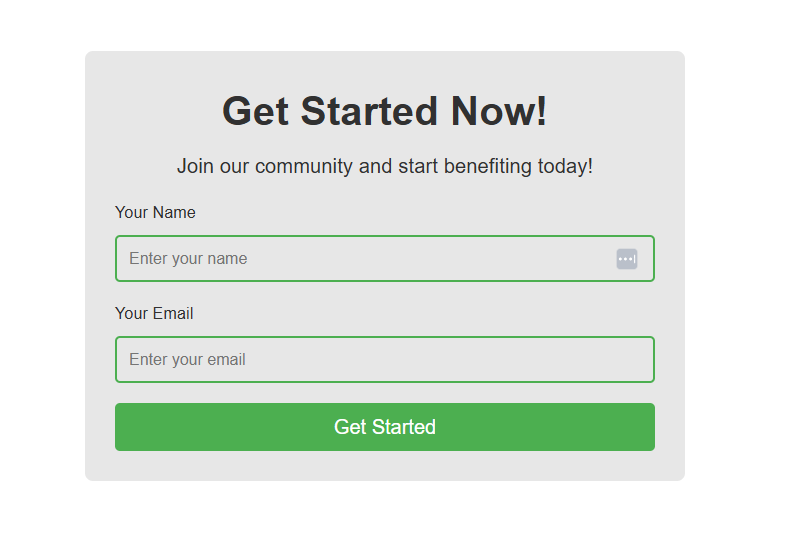 Get Started Now!
Join our community and start benefiting today!
Your Name
Enter your name
Your Email
Enter your email
Get Started